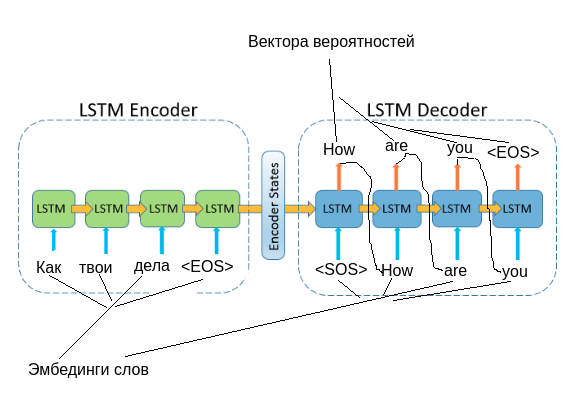 Вектора вероятностей
LSTM Encoder
LSTM Decoder
How are you <EOS>
LSTM LSTM LSTM LSTM
Encoder States
LSTM LSTM LSTM LSTM
Как твои дела <EOS>
<SOS> How are you
Эмбединги слов